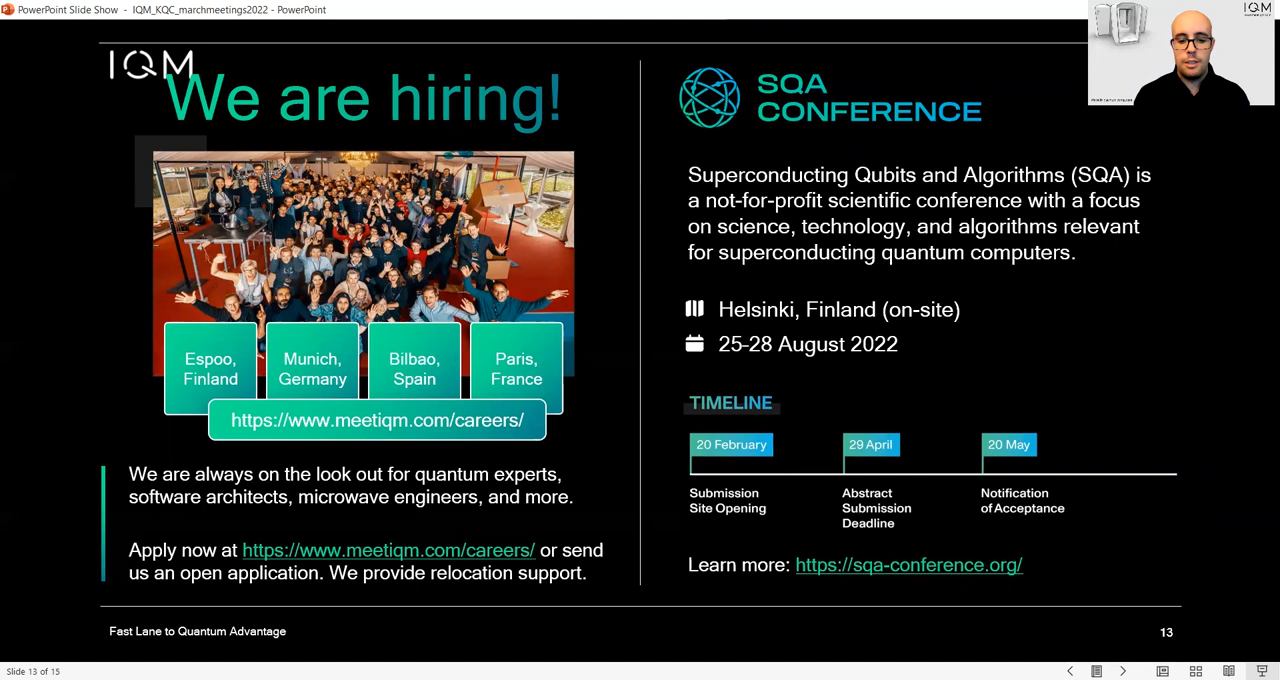 PowerPoint Slide Show - IQM_KQC_marchmeetings2022 - PowerPoint
IQM
IQM
We are hiring!
Espoo,
Finland
Munich,
Germany
Bilbao,
Spain
Paris,
France
https://www.meetiqm.com/careers/
We are always on the look out for quantum experts,
software architects, microwave engineers, and more.
Apply now at https://www.meetiqm.com/careers/ or send
us an open application. We provide relocation support.
SQA
CONFERENCE
Superconducting Qubits and Algorithms (SQA) is
a not-for-profit scientific conference with a focus
on science, technology, and algorithms relevant
for superconducting quantum computers.
Helsinki, Finland (on-site)
25-28 August 2022
TIMELINE
20 February
29 April
20 May
Submission
Site Opening
Abstract
Submission
Deadline
Notification
of Acceptance
Learn more: https://sqa-conference.org/
Fast Lane to Quantum Advantage
13
Slide 13 of 15